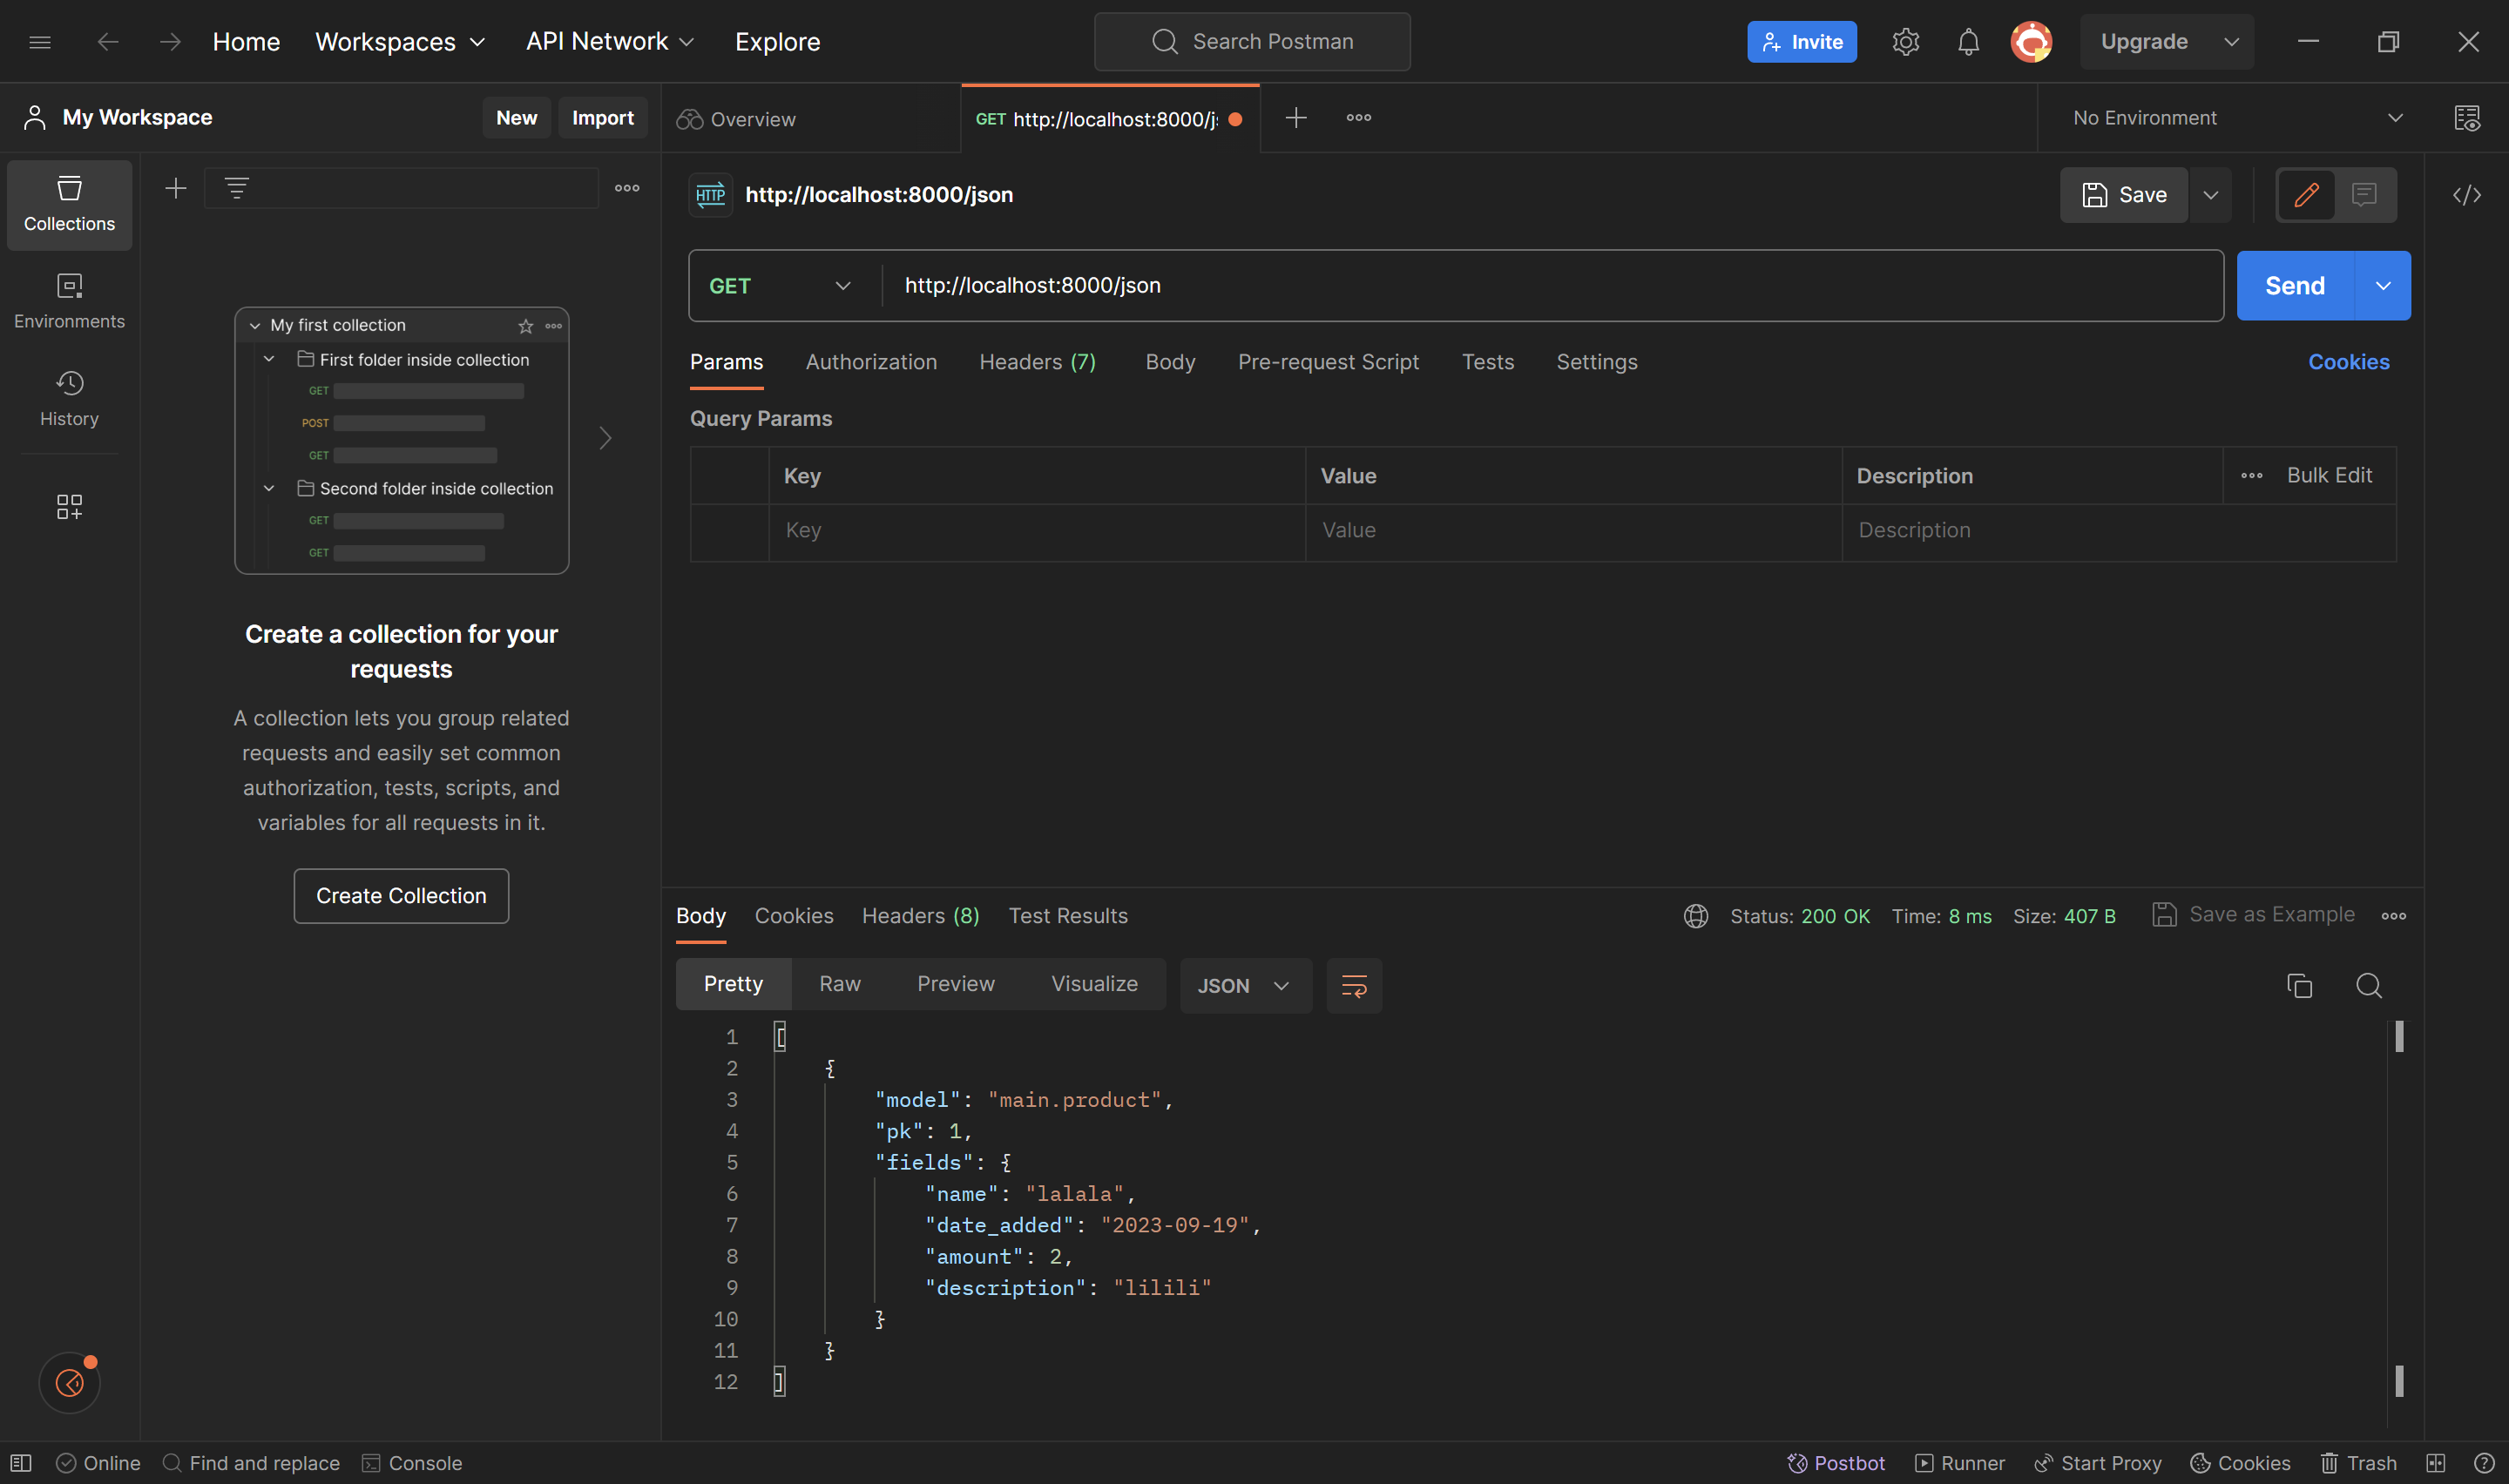 Home Workspaces API Network Explore Search Postman Invite Upgrade
My Workspace New Import Overview GET http://localhost:8000/j No Environment
Collections
Environments
History
My first collection
First folder inside collection
GET
POST
GET
Second folder inside collection
GET
GET
Create a collection for your
requests
A collection lets you group related
requests and easily set common
authorization, tests, scripts, and
variables for all requests in it.
Create Collection
HTTP http://localhost:8000/json Save
GET http://localhost:8000/json Send
Params Authorization Headers (7) Body Pre-request Script Tests Settings Cookies
Query Params
Key Value Description Bulk Edit
Key Value Description
Body Cookies Headers (8) Test Results Status: 200 OK Time: 8 ms Size: 407 B Save as Example
Pretty Raw Preview Visualize JSON
1 [
2 {
3 "model": "main.product",
4 "pk": 1,
5 "fields": {
6 "name": "lalala",
7 "date_added": "2023-09-19",
8 "amount": 2,
9 "description": "lilili"
10 }
11 }
12 ]
Online Find and replace Console Postbot Runner Start Proxy Cookies Trash